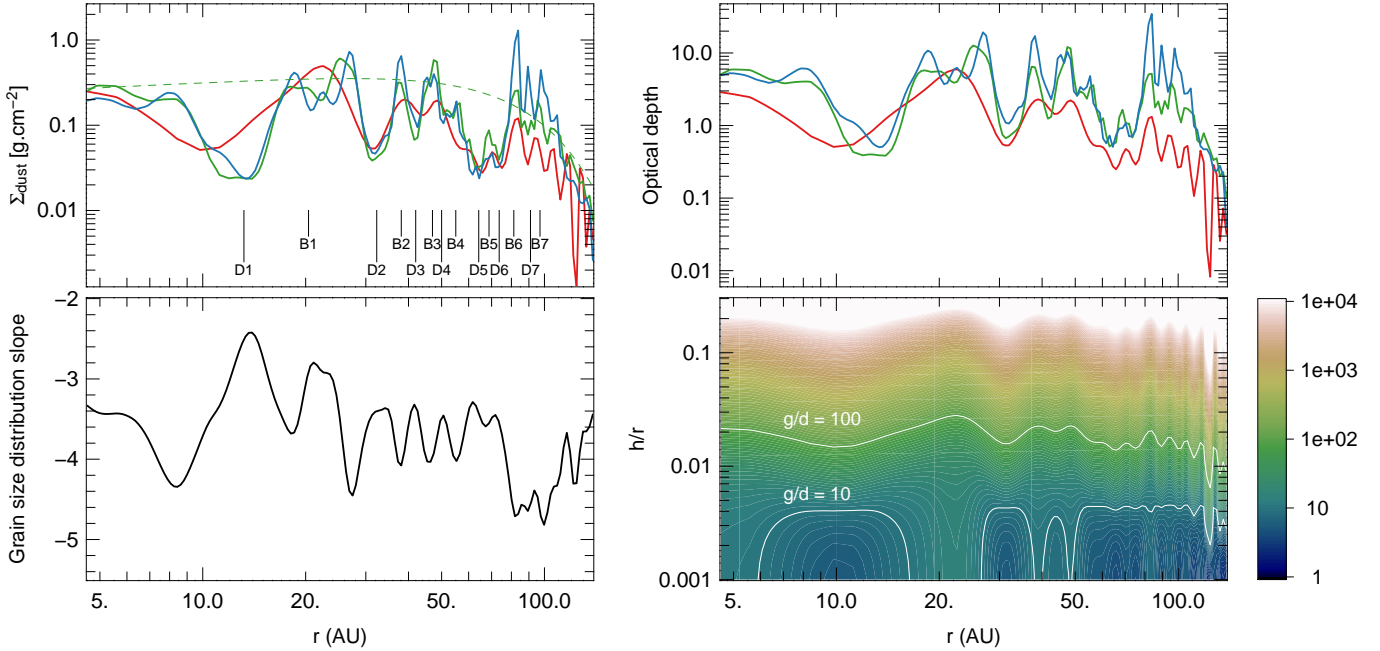 1.0
0.1
0.01
Σdust [g.cm−2]
B1
B2
B3
B4
B5
B6
B7
D1
D2
D3
D4
D5
D6
D7
10.0
1.0
0.1
0.01
Optical depth
−2
−3
−4
−5
Grain size distribution slope
5.
10.0
20.
50.
100.0
r (AU)
0.1
0.01
0.001
h/r
g/d = 100
g/d = 10
5.
10.0
20.
50.
100.0
r (AU)
1e+04
1e+03
1e+02
10
1